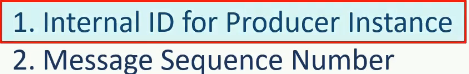 1. Internal ID for Producer Instance
2. Message Sequence Number